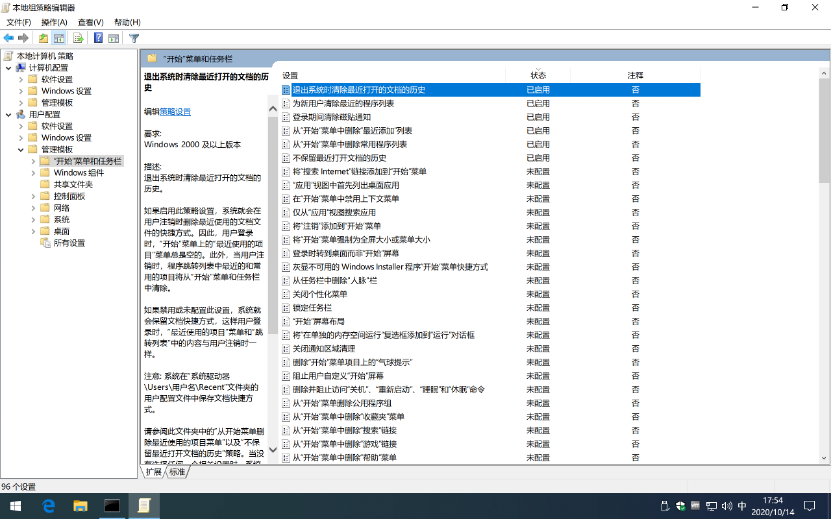 本地组策略编辑器
文件(F) 操作(A) 查看(V) 帮助(H)
本地计算机 策略
计算机配置
软件设置
Windows 设置
管理模板
用户配置
软件设置
Windows 设置
管理模板
"开始"菜单和任务栏
Windows 组件
共享文件夹
控制面板
网络
系统
桌面
所有设置
"开始"菜单和任务栏
退出系统时清除最近打开的文档的历
史
编辑策略设置
要求:
Windows 2000 及以上版本
描述:
退出系统时清除最近打开的文档的
历史。
如果启用此策略设置，系统就会在
用户注销时删除最近使用的文档文
件的快捷方式。因此，用户登录
时，"开始"菜单上的"最近使用的项
目"菜单总是空的。此外，当用户注
销时，程序跳转列表中最近的和常
用的项目将从"开始"菜单和任务栏
中清除。
如果禁用或未配置此设置，系统就
会保留文档快捷方式，这样用户登
录时，"最近使用的项目"菜单和"跳
转列表"中的内容与用户注销时一
样。
注意: 系统在"系统驱动器
\Users\用户名\Recent"文件夹的
用户配置文件中保存文档快捷方
式。
请参阅此文件夹中的"从开始菜单删
除最近使用的项目菜单"以及"不保
留最近打开文档的历史"策略。当没
设置 状态 注释
退出系统时清除最近打开的文档的历史 已启用 否
为新用户清除最近的程序列表 已启用 否
登录期间清除磁贴通知 已启用 否
从"开始"菜单中删除"最近添加"列表 已启用 否
从"开始"菜单中删除常用程序列表 已启用 否
不保留最近打开文档的历史 已启用 否
将"搜索 Internet"链接添加到"开始"菜单 未配置 否
"应用"视图中首先列出桌面应用 未配置 否
在"开始"菜单中禁用上下文菜单 未配置 否
仅从"应用"视图搜索应用 未配置 否
将"注销"添加到"开始"菜单 未配置 否
将"开始"菜单强制为全屏大小或菜单大小 未配置 否
登录时转到桌面而非"开始"屏幕 未配置 否
灰显不可用的 Windows Installer 程序"开始"菜单快捷方式 未配置 否
从任务栏中删除"人脉"栏 未配置 否
关闭个性化菜单 未配置 否
锁定任务栏 未配置 否
"开始"屏幕布局 未配置 否
将"在单独的内存空间运行"复选框添加到"运行"对话框 未配置 否
关闭通知区域清理 未配置 否
删除"开始"菜单项目上的"气球提示" 未配置 否
阻止用户自定义"开始"屏幕 未配置 否
删除并阻止访问"关机"、"重新启动"、"睡眠"和"休眠"命令 未配置 否
从"开始"菜单中删除公用程序组 未配置 否
从"开始"菜单中删除"收藏夹"菜单 未配置 否
从"开始"菜单中删除"搜索"链接 未配置 否
从"开始"菜单中删除"游戏"链接 未配置 否
从"开始"菜单中删除"帮助"菜单 未配置 否
扩展 标准
96 个设置
中
17:54
2020/10/14